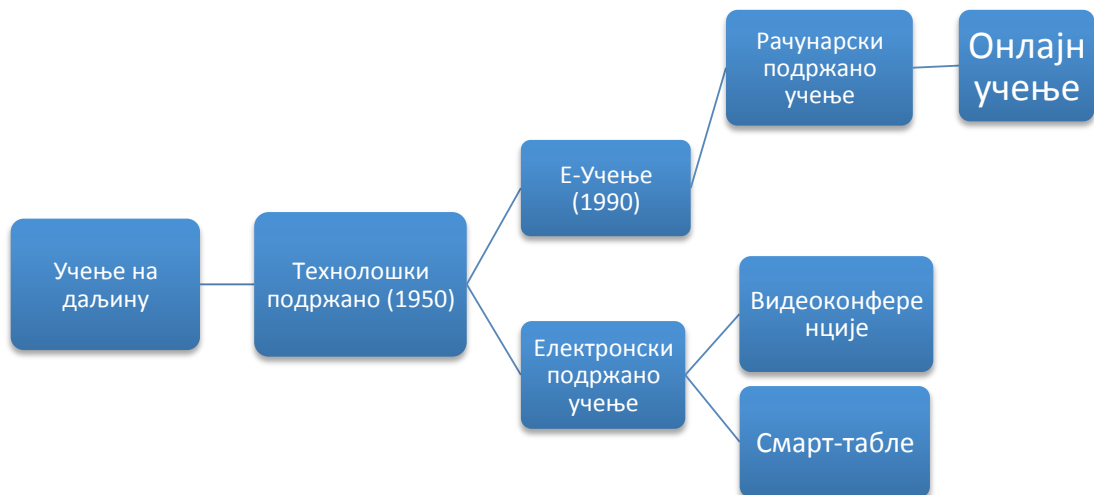 Учење на
даљину
Технолошки
подржано (1950)
Е-Учење
(1990)
Рачунарски
подржано
учење
Онлајн
учење
Електронски
подржано
учење
Видеоконфере
нције
Смарт-табле